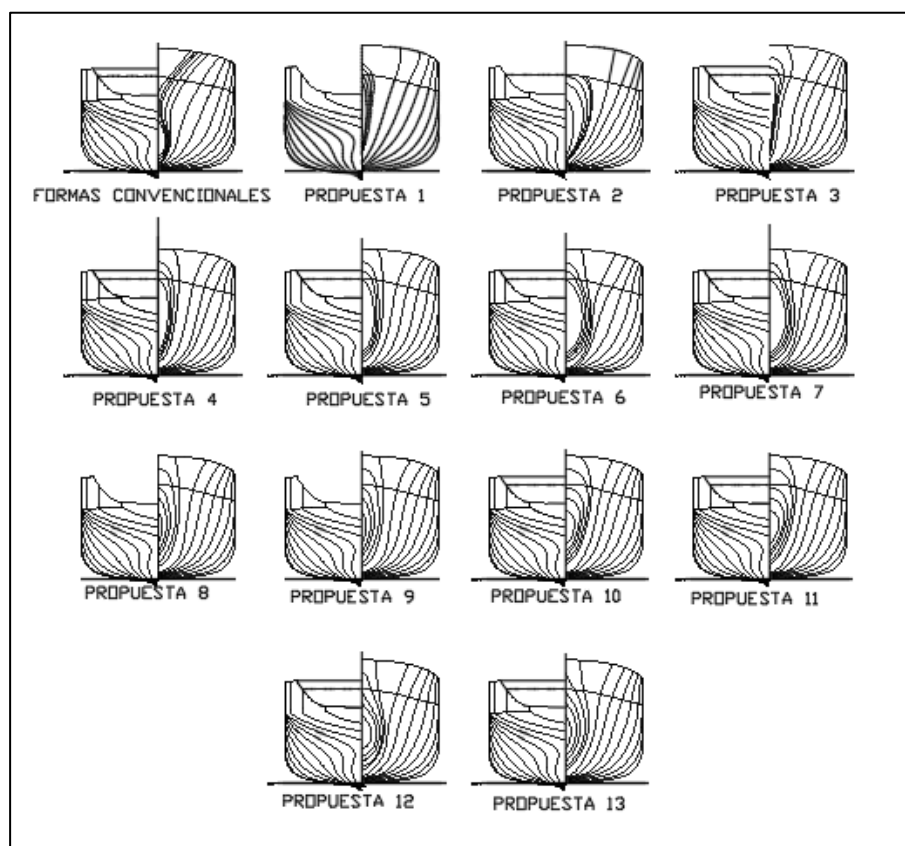 FORMAS CONVENCIONALES
PROPUESTA 1
PROPUESTA 2
PROPUESTA 3
PROPUESTA 4
PROPUESTA 5
PROPUESTA 6
PROPUESTA 7
PROPUESTA 8
PROPUESTA 9
PROPUESTA 10
PROPUESTA 11
PROPUESTA 12
PROPUESTA 13